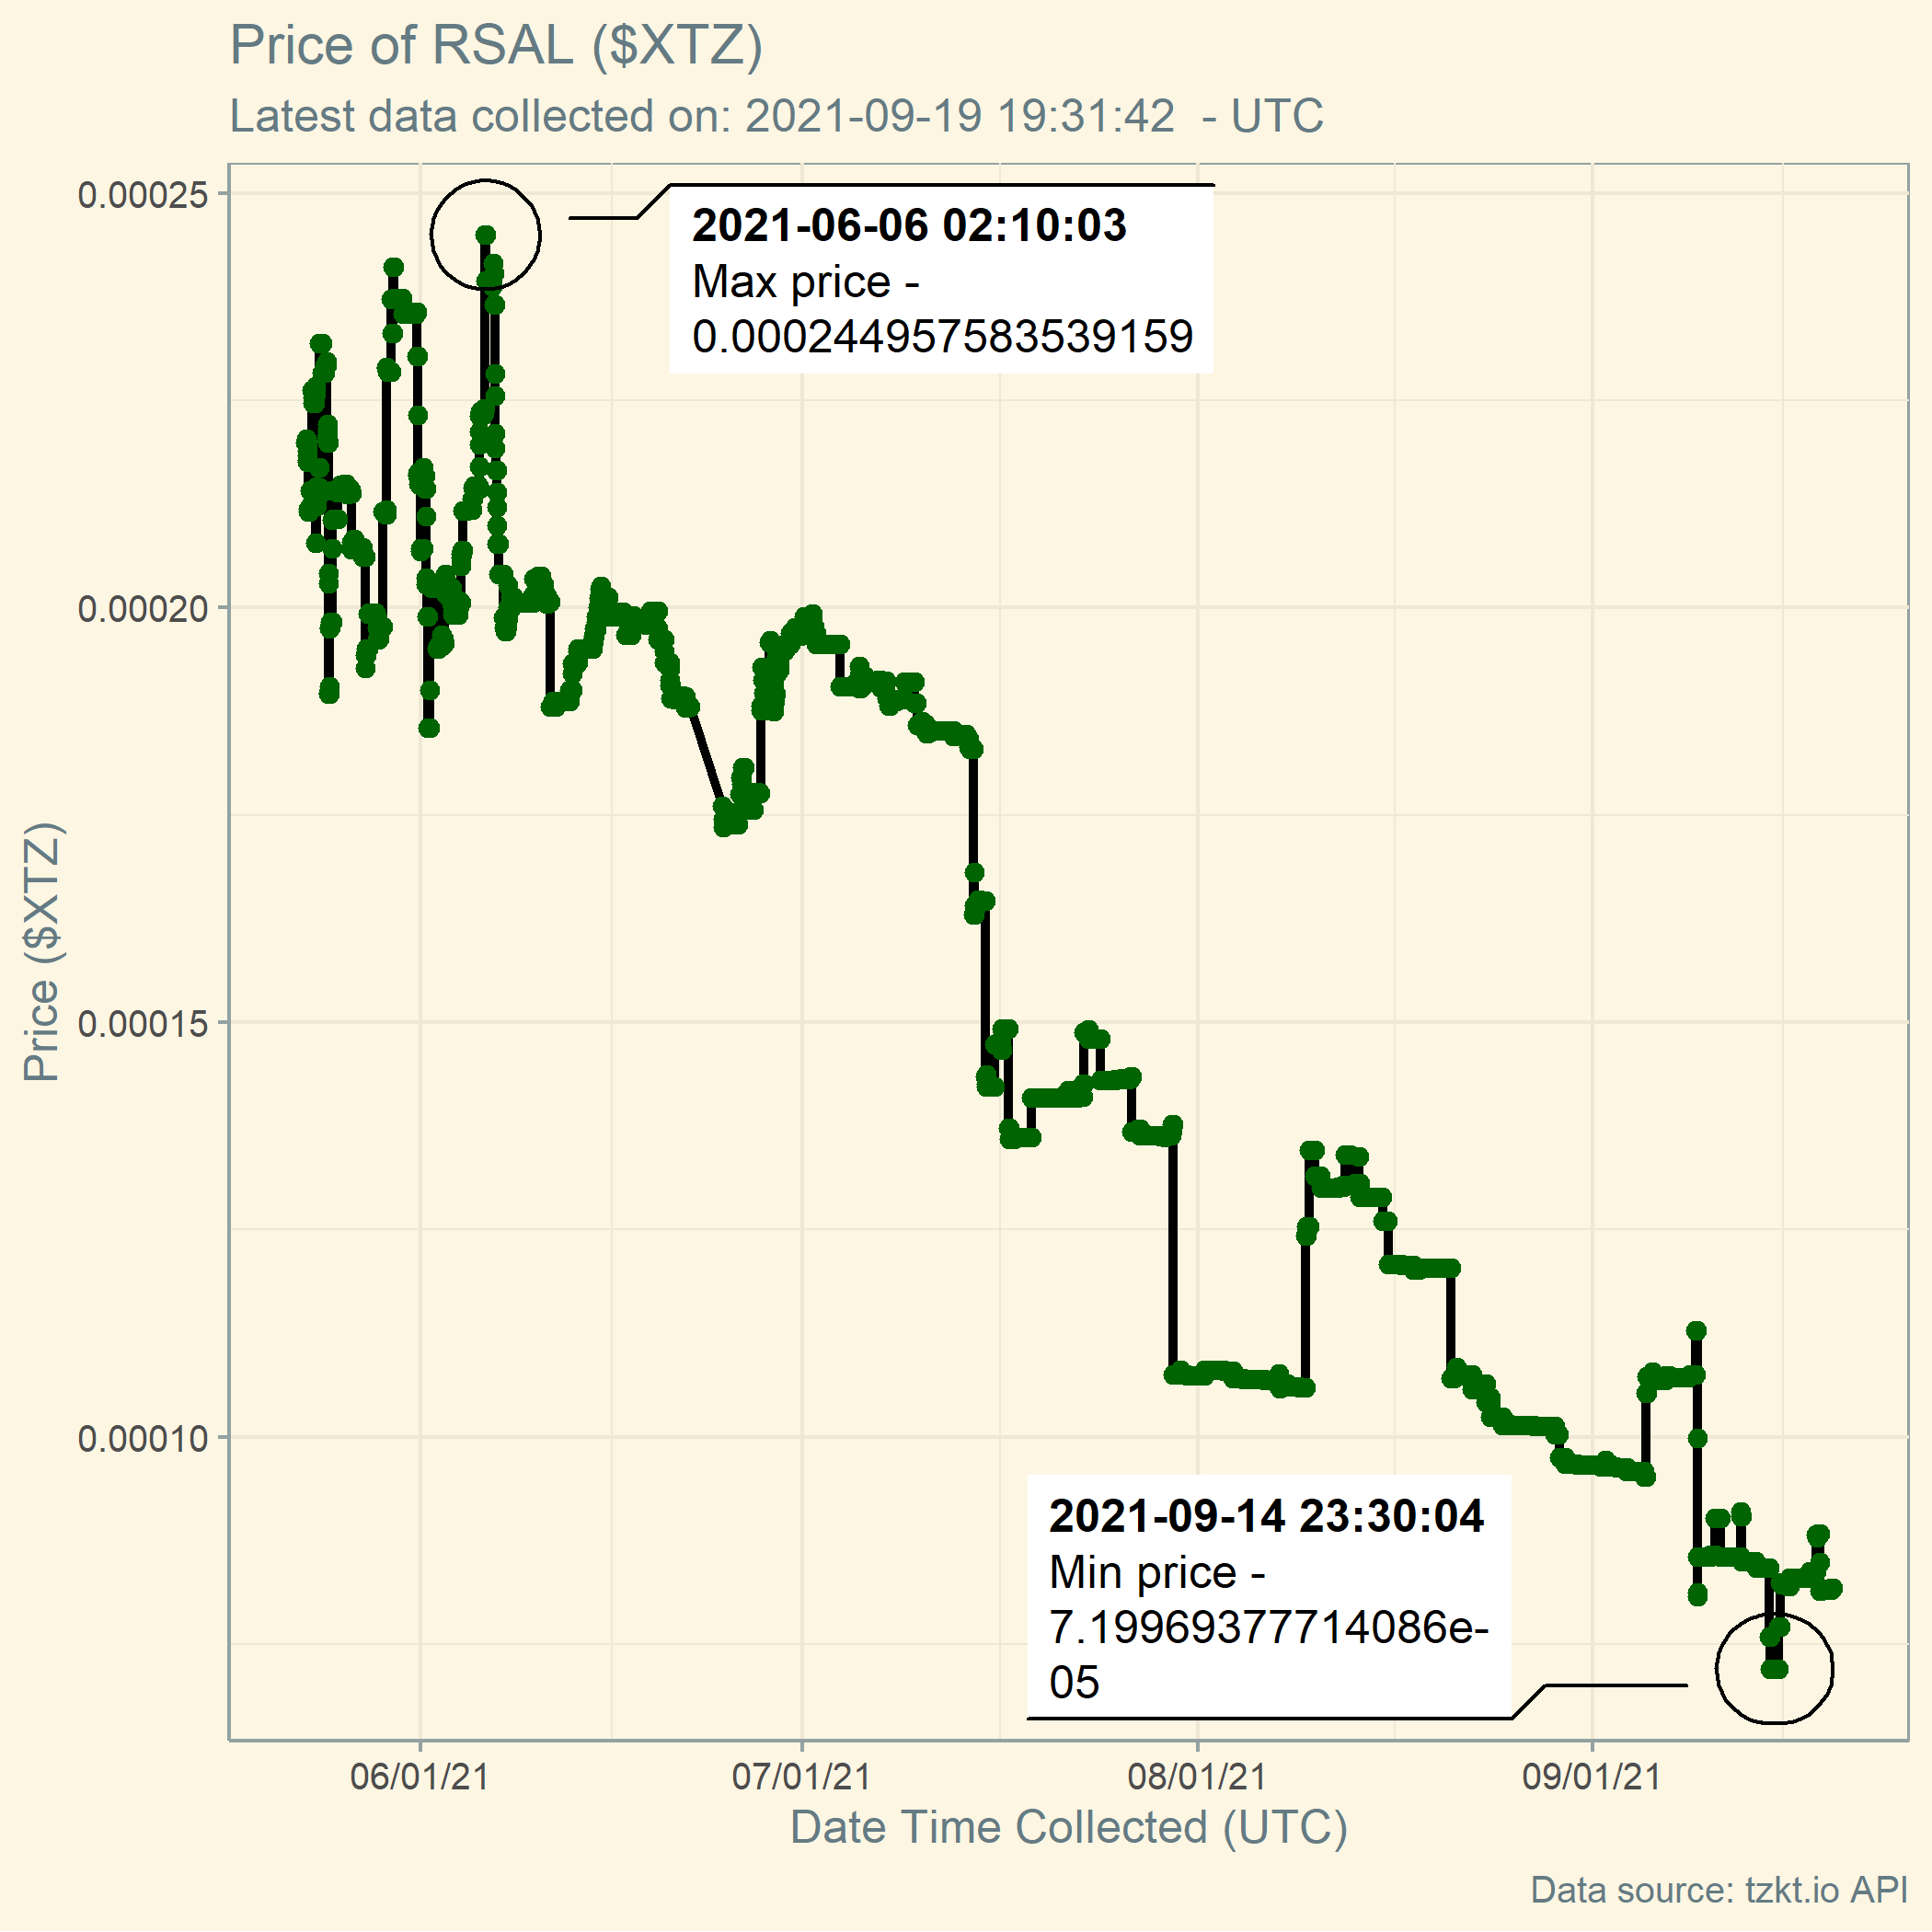 Price of RSAL ($XTZ)
Latest data collected on: 2021-09-19 19:31:42  - UTC
0.00025
0.00020
0.00015
0.00010
Price ($XTZ)
2021-06-06 02:10:03
Max price -
0.000244957583539159
2021-09-14 23:30:04
Min price -
7.19969377714086e-
05
06/01/21
07/01/21
08/01/21
09/01/21
Date Time Collected (UTC)
Data source: tzkt.io API